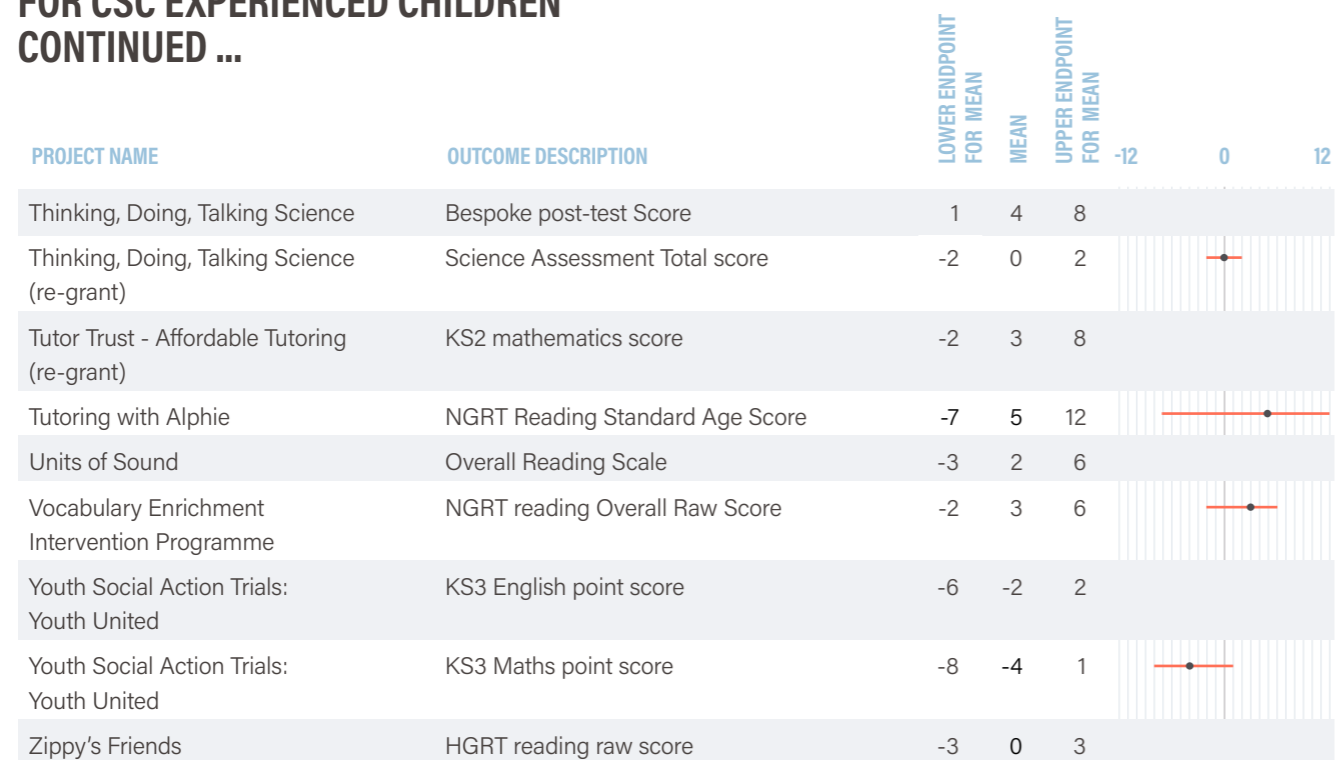 FOR CSC EXPERIENCED CHILDREN
CONTINUED ...
PROJECT NAME OUTCOME DESCRIPTION LOWER ENDPOINT FOR MEAN MEAN UPPER ENDPOINT FOR MEAN -12 0 12
Thinking, Doing, Talking Science Bespoke post-test Score 1 4 8
Thinking, Doing, Talking Science Science Assessment Total score -2 0 2
(re-grant)
Tutor Trust - Affordable Tutoring KS2 mathematics score -2 3 8
(re-grant)
Tutoring with Alphie NGRT Reading Standard Age Score -7 5 12
Units of Sound Overall Reading Scale -3 2 6
Vocabulary Enrichment NGRT reading Overall Raw Score -2 3 6
Intervention Programme
Youth Social Action Trials: KS3 English point score -6 -2 2
Youth United
Youth Social Action Trials: KS3 Maths point score -8 -4 1
Youth United
Zippy's Friends HGRT reading raw score -3 0 3